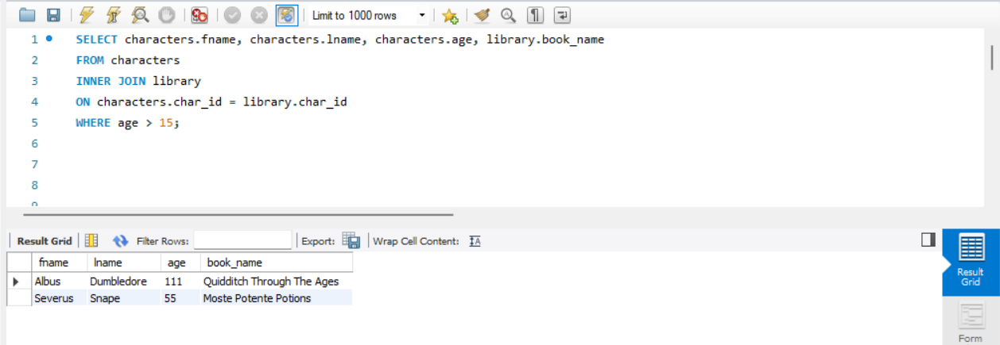 Limit to 1000 rows
1 SELECT characters.fname, characters.lname, characters.age, library.book_name
2 FROM characters
3 INNER JOIN library
4 ON characters.char_id = library.char_id
5 WHERE age > 15;
6
7
8
9
Result Grid Filter Rows: Export: Wrap Cell Content: IA
fname lname age book_name
Albus Dumbledore 111 Quidditch Through The Ages
Severus Snape 55 Moste Potente Potions
Result
Grid
Form